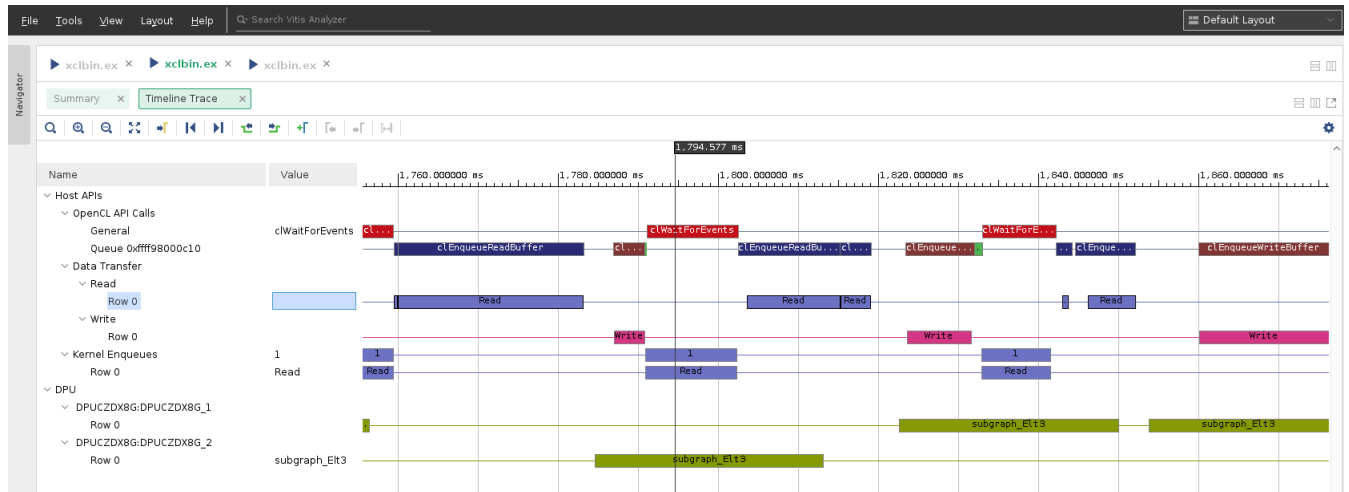 File Tools View Layout Help Search Vitis Analyzer Default Layout
Navigator
xclbin.ex × xclbin.ex × xclbin.ex ×
Summary × Timeline Trace ×
1,794.577 ms
Name Value 1,760.000000 ms 1,780.000000 ms 1,800.000000 ms 1,820.000000 ms 1,840.000000 ms 1,860.000000 ms
Host APIs
OpenCL API Calls
General clWaitForEvents cl... clWaitForEvents clWaitForE...
Queue 0xffff98000c10 clEnqueueReadBuffer cl... clEnqueueReadBu... cl... clEnqueue... . .. clEnque... clEnqueueWriteBuffer
Data Transfer
Read
Row 0 Read Read Read Read
Write
Row 0 Write Write Write
Kernel Enqueues 1 1 1 1
Row 0 Read Read Read Read
DPU
DPUCZDX8G:DPUCZDX8G_1
Row 0 . subgraph_Elt3 subgraph_Elt3
DPUCZDX8G:DPUCZDX8G_2
Row 0 subgraph_Elt3 subgraph_Elt3